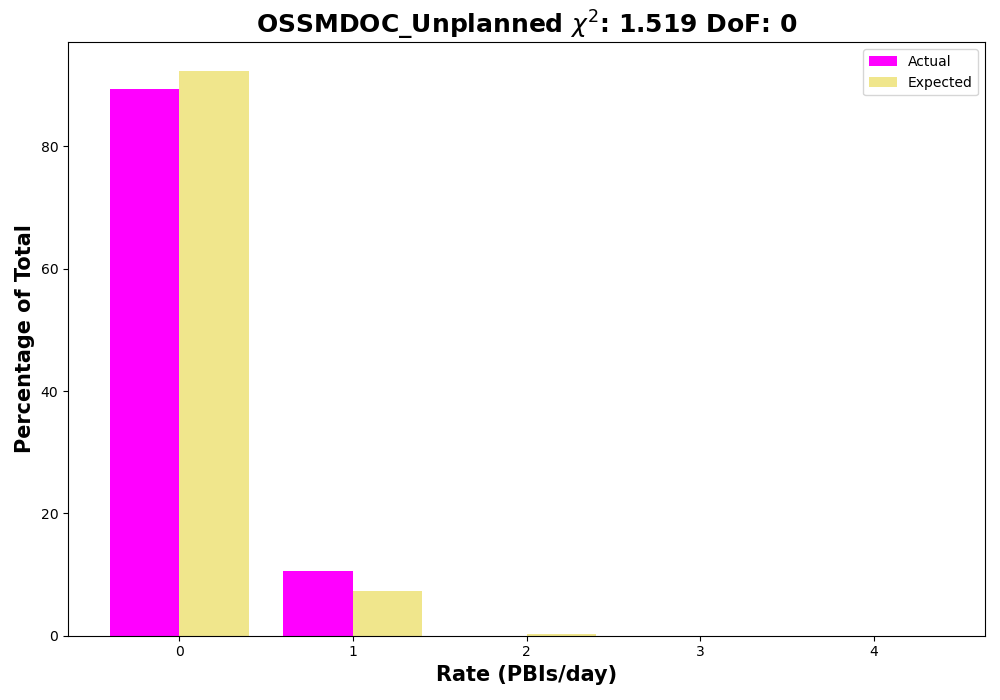 OSSMDOC_Unplanned χ²: 1.519 DoF: 0
Actual
Expected
Percentage of Total
80
60
40
20
0
0 1 2 3 4
Rate (PBIs/day)